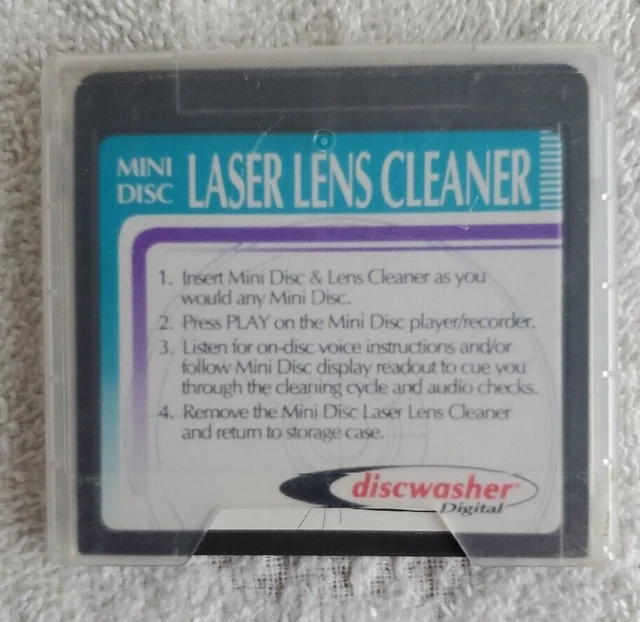 MINI
DISC LASER LENS CLEANER
1. Insert Mini Disc & Lens Cleaner as you
would any Mini Disc.
2. Press PLAY on the Mini Disc player/recorder.
3. Listen for on-disc voice instructions and/or
follow Mini Disc display readout to cue you
through the cleaning cycle and audio checks.
4. Remove the Mini Disc Laser Lens Cleaner
and return to storage case.
discwasher®
Digital